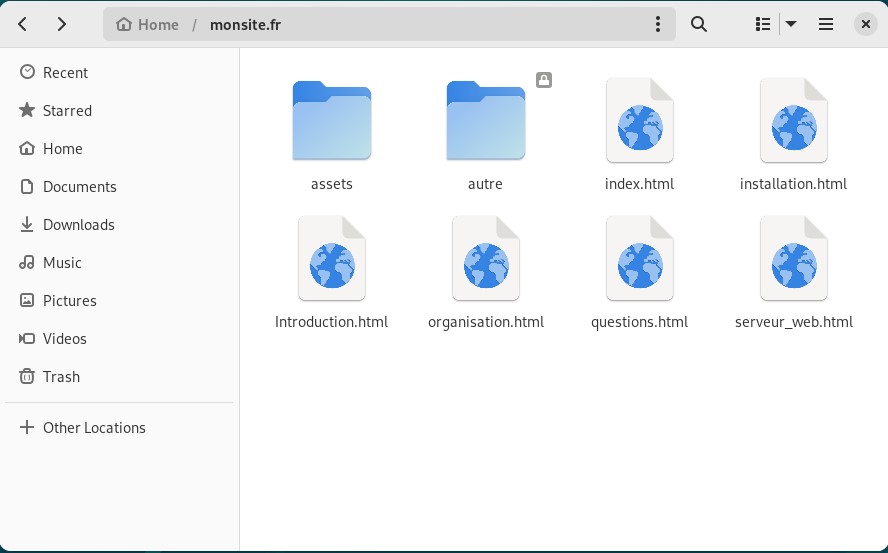 Home / monsite.fr
Recent
Starred
Home
Documents
Downloads
Music
Pictures
Videos
Trash
Other Locations
assets autre index.html installation.html
Introduction.html organisation.html questions.html serveur_web.html